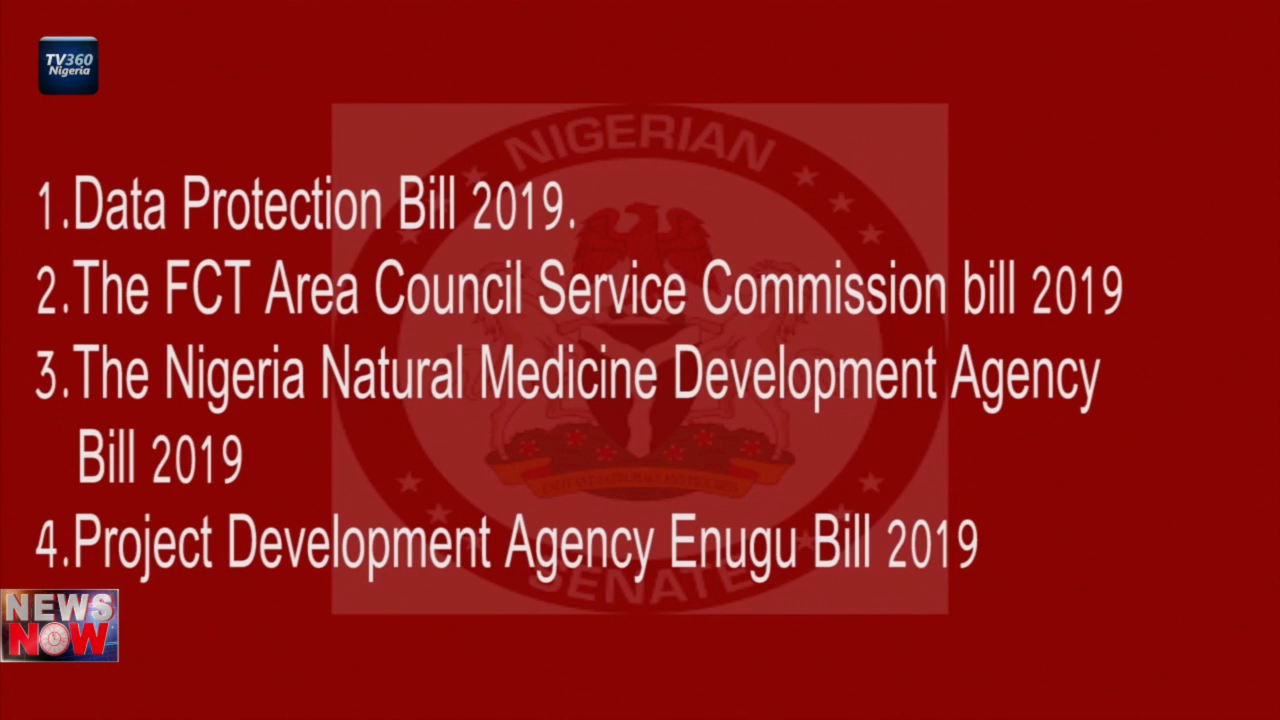 TV360
Nigeria
NIGERIAN
1.Data Protection Bill 2019.
2.The FCT Area Council Service Commission bill 2019
3.The Nigeria Natural Medicine Development Agency
Bill 2019
4.Project Development Agency Enugu Bill 2019
SENATE
NEWS
NOW